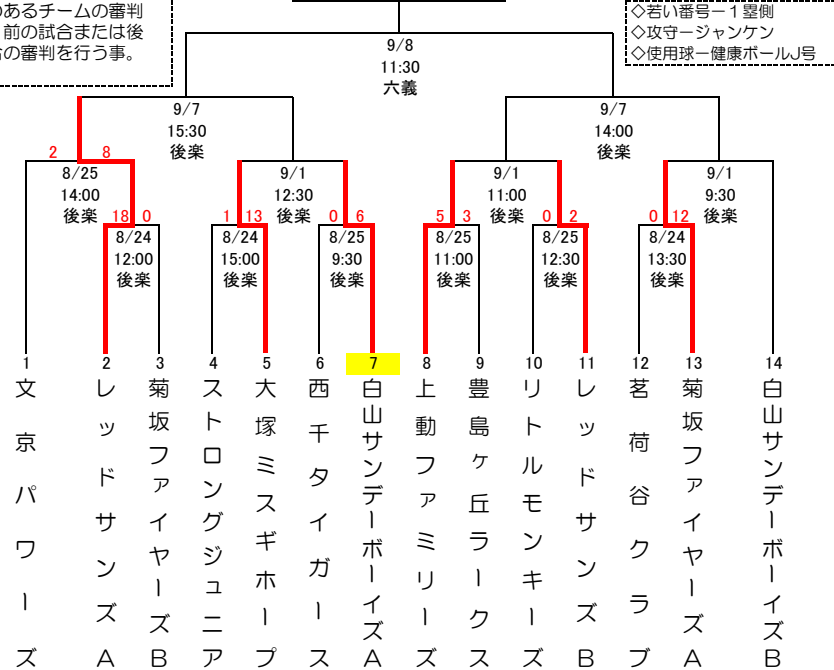 のあるチームの審判
前の試合または後
の審判を行う事。
◇若い番号ー１塁側
◇攻守ージャンケン
◇使用球ー健康ボールJ号
9/8
11:30
六義
9/7
15:30
後楽
9/7
14:00
後楽
2 8
8/25
14:00
後楽
9/1
12:30
後楽
9/1
11:00
後楽
9/1
9:30
後楽
18 0
8/24
12:00
後楽
1 13
8/24
15:00
後楽
0 6
8/25
9:30
後楽
5 3
8/25
11:00
後楽
0 2
8/25
12:30
後楽
0 12
8/24
13:30
後楽
1 2 3 4 5 6 7 8 9 10 11 12 13 14
文京パワーズ
レッドサンズA
菊坂ファイヤーズB
ストロングジュニア
大塚ミスギホープ
西千タイガース
白山サンデーボーイズA
上動ファミリーズ
豊島ヶ丘ラークス
リトルモンキーズ
レッドサンズB
茗荷谷クラブ
菊坂ファイヤーズA
白山サンデーボーイズB